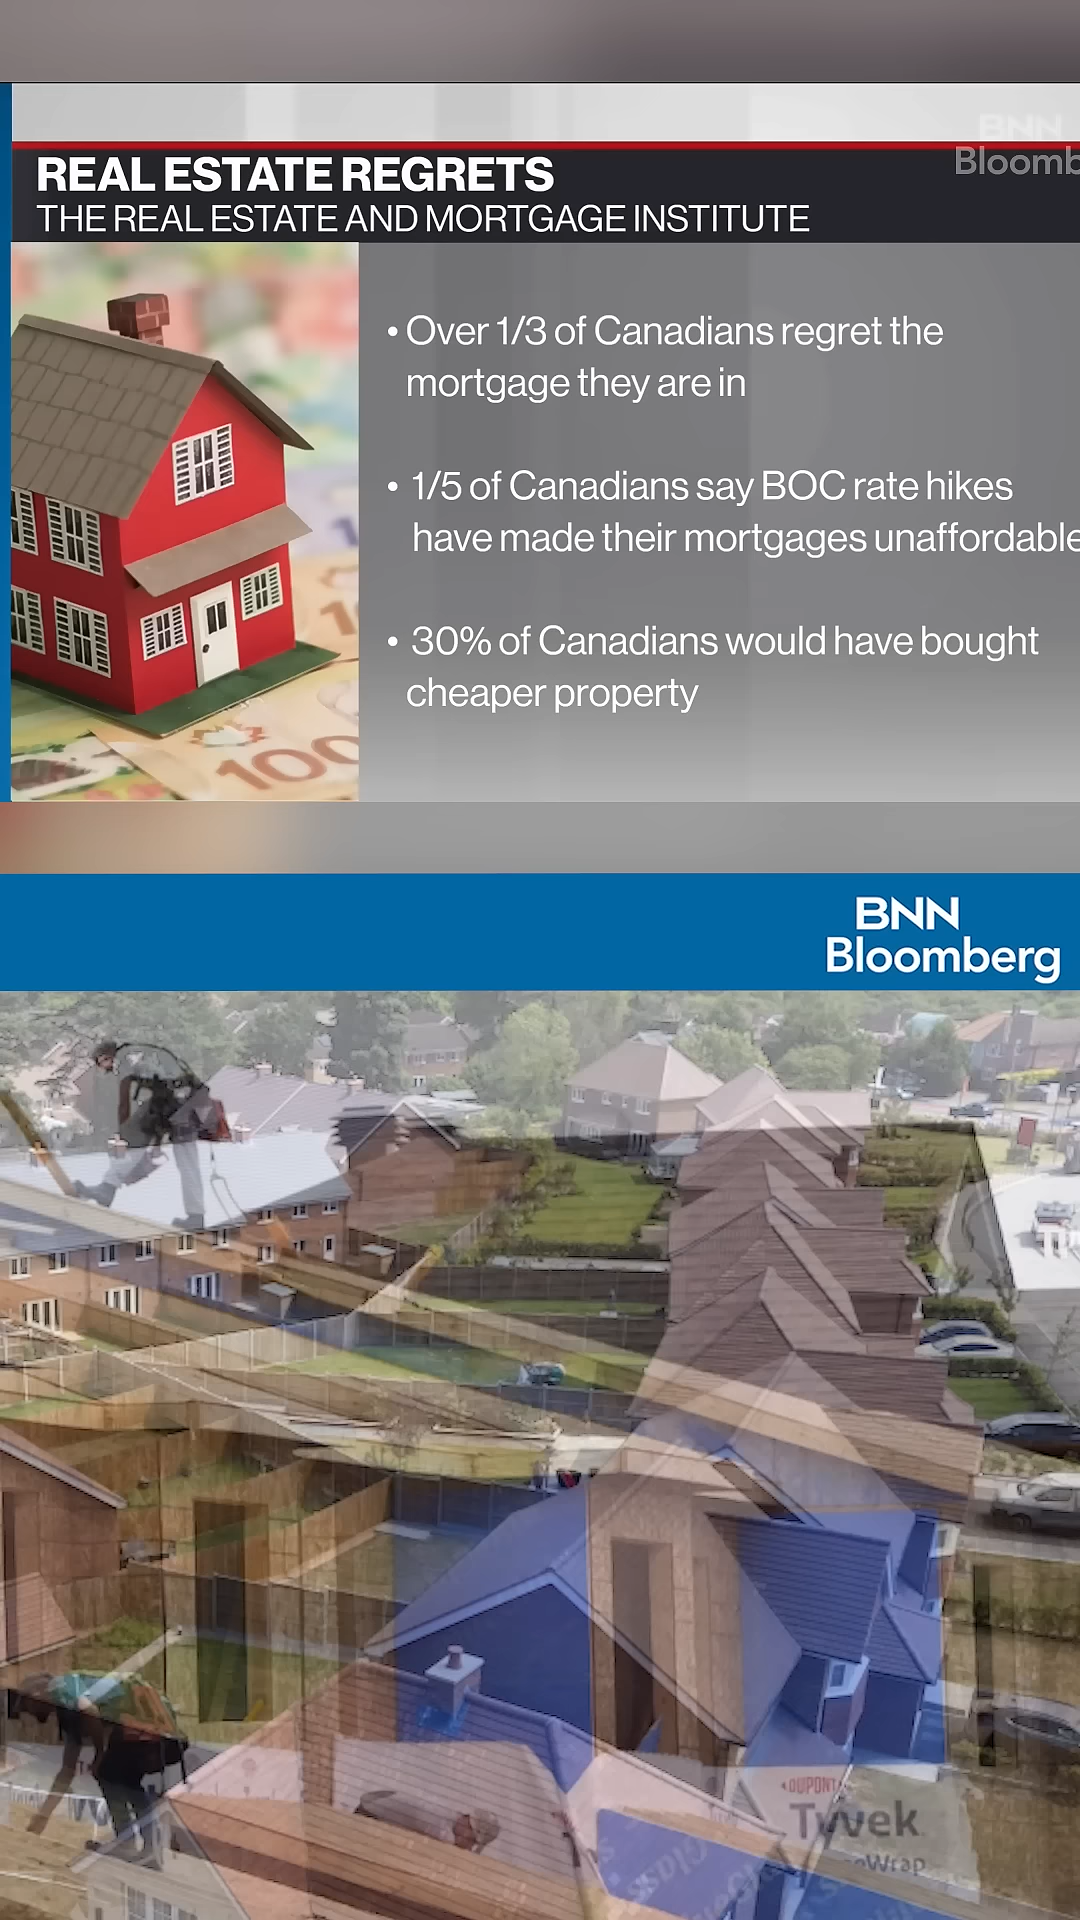 BNN
Bloomb
REAL ESTATE REGRETS
THE REAL ESTATE AND MORTGAGE INSTITUTE
• Over 1/3 of Canadians regret the
mortgage they are in
• 1/5 of Canadians say BOC rate hikes
have made their mortgages unaffordable
• 30% of Canadians would have bought
cheaper property
100
BNN
Bloomberg
DUPONT
Tyvek
Wrap